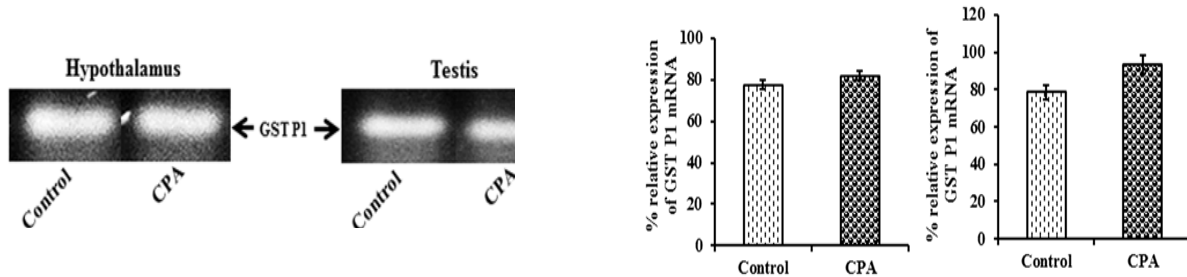 Hypothalamus
Testis
GST P1
Control
CPA
Control
CPA
% relative expression
of GST P1 mRNA
100
80
60
40
20
0
Control
CPA
% relative expression of
GST P1 mRNA
120
100
80
60
40
20
0
Control
CPA